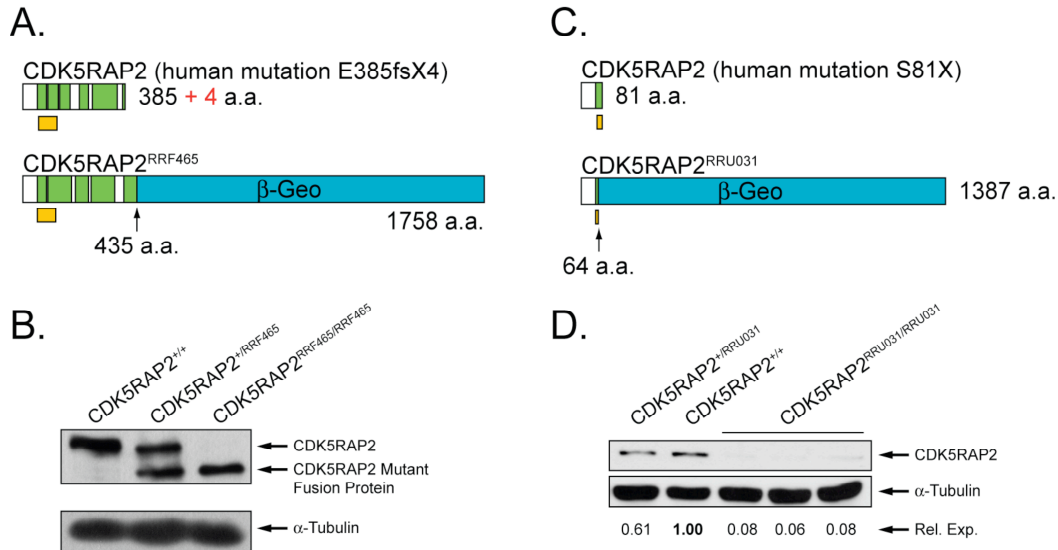 A.
CDK5RAP2 (human mutation E385fsX4)
385 + 4 a.a.
CDK5RAP2RRF465
β-Geo
1758 a.a.
435 a.a.
B.
CDK5RAP2+/+
CDK5RAP2+/RRF465
CDK5RAP2RRF465/RRF465
CDK5RAP2
CDK5RAP2 Mutant
Fusion Protein
α-Tubulin
C.
CDK5RAP2 (human mutation S81X)
81 a.a.
CDK5RAP2RRU031
β-Geo
1387 a.a.
64 a.a.
D.
CDK5RAP2+/RRU031
CDK5RAP2+/+
CDK5RAP2RRU031/RRU031
CDK5RAP2
α-Tubulin
0.61 1.00 0.08 0.06 0.08 Rel. Exp.